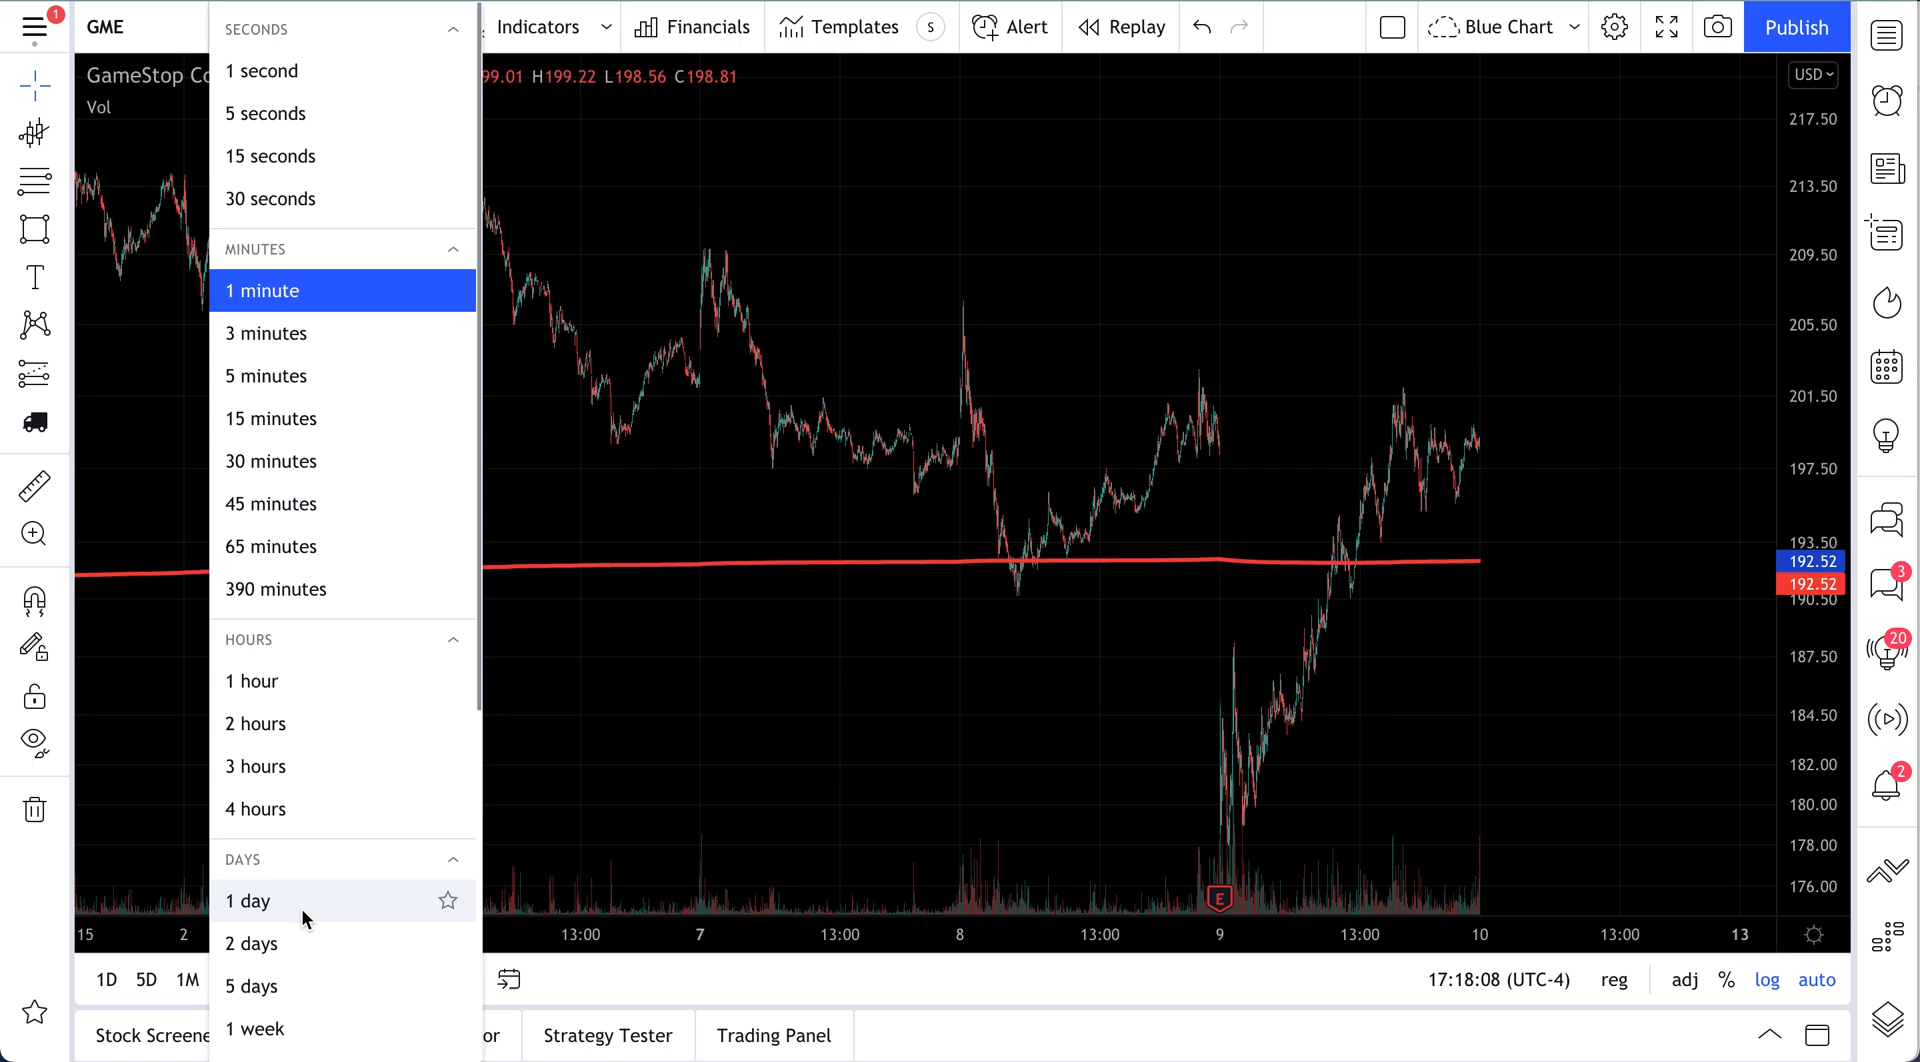 1
GME
Indicators
Financials
Templates
S
Alert
Replay
Blue Chart
Publish
GameStop Co
99.01 H199.22 L198.56 C198.81
Vol
USD
SECONDS
1 second
5 seconds
15 seconds
30 seconds
MINUTES
1 minute
3 minutes
5 minutes
15 minutes
30 minutes
45 minutes
65 minutes
390 minutes
HOURS
1 hour
2 hours
3 hours
4 hours
DAYS
1 day
2 days
5 days
1 week
217.50
213.50
209.50
205.50
201.50
197.50
193.50
192.52
192.52
190.50
187.50
184.50
182.00
180.00
178.00
176.00
E
15 2 13:00 7 13:00 8 13:00 9 13:00 10 13:00 13
1D 5D 1M
17:18:08 (UTC-4) reg adj % log auto
Stock Screene
or
Strategy Tester
Trading Panel
3
20
2